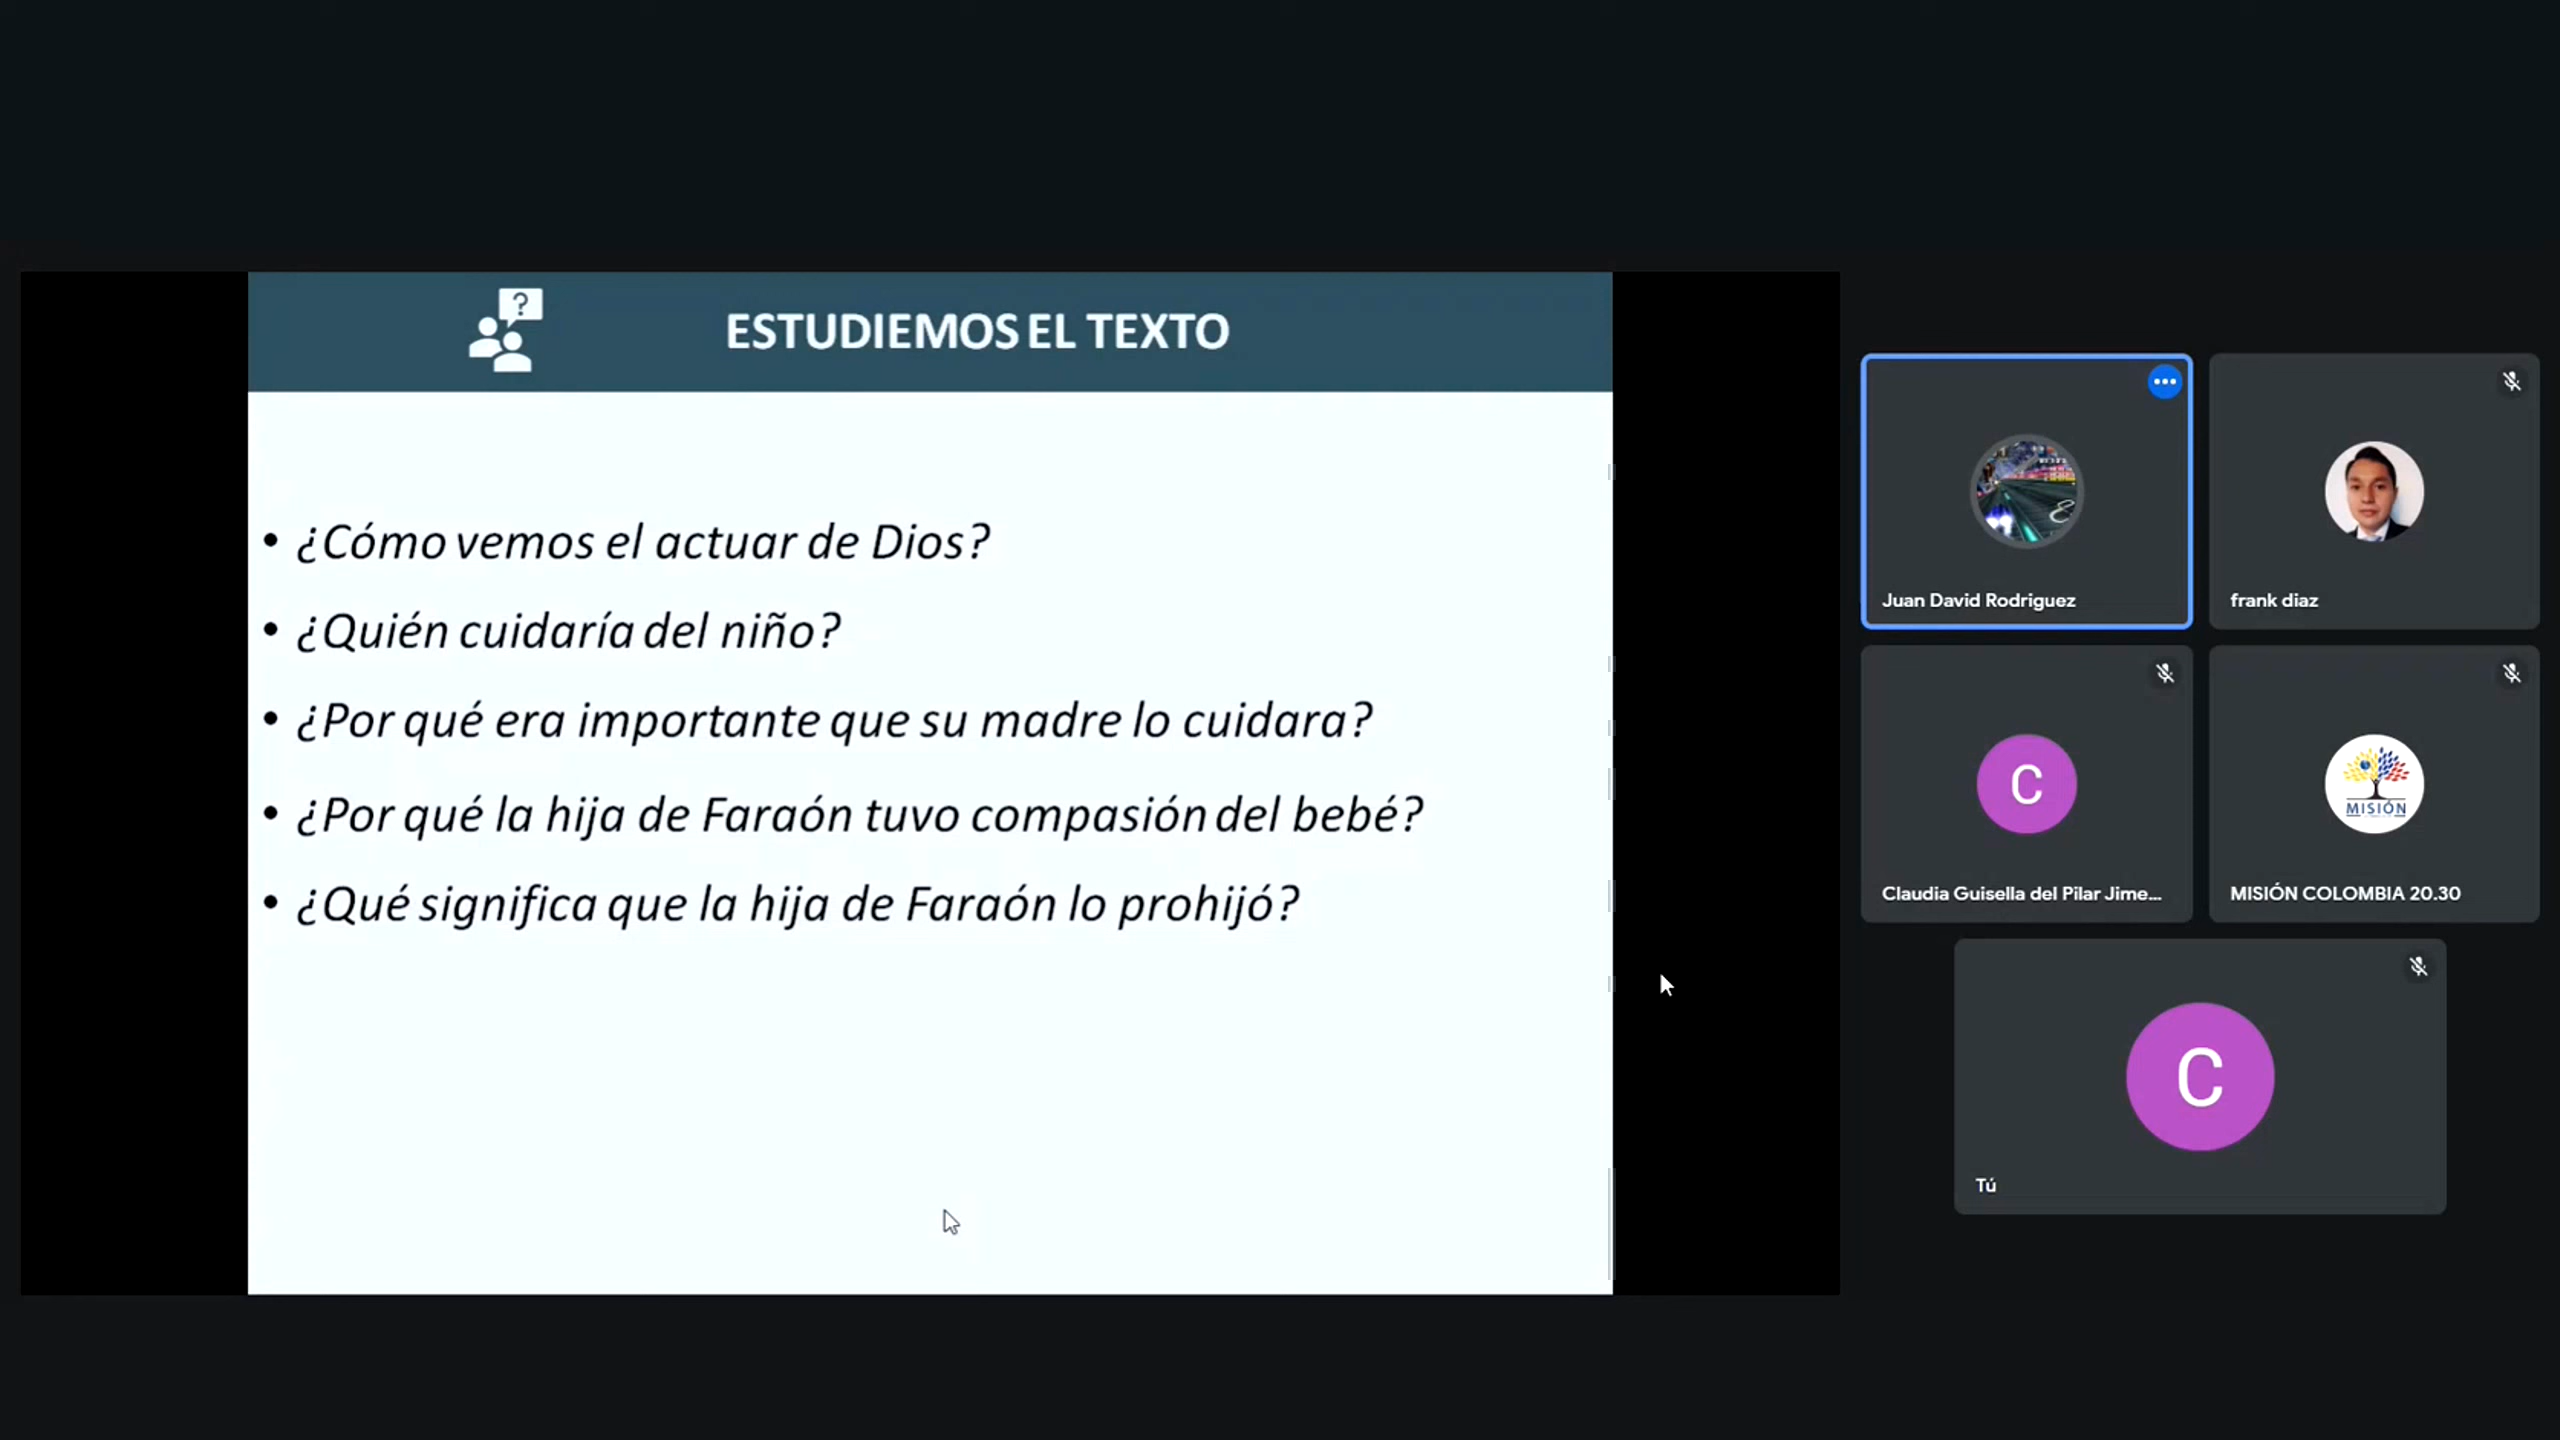 ?
ESTUDIEMOS EL TEXTO
• ¿Cómo vemos el actuar de Dios?
• ¿Quién cuidaría del niño?
• ¿Por qué era importante que su madre lo cuidara?
• ¿Por qué la hija de Faraón tuvo compasión del bebé?
• ¿Qué significa que la hija de Faraón lo prohijó?
Juan David Rodriguez
frank diaz
C
Claudia Guisella del Pilar Jime...
MISIÓN
MISIÓN COLOMBIA 20.30
C
Tú